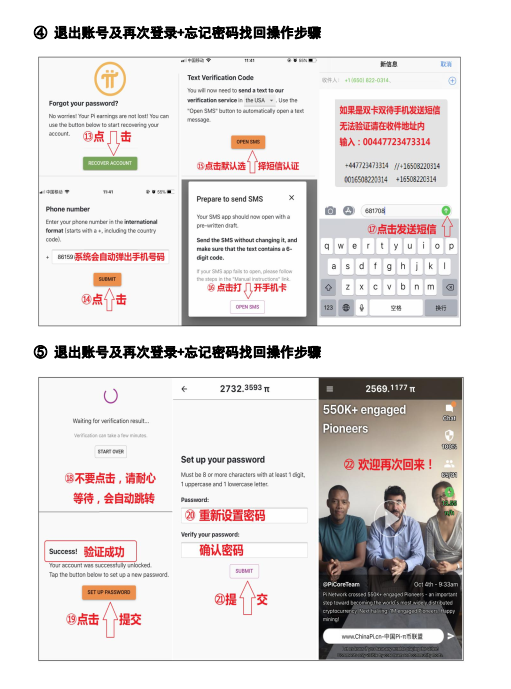 ④ 退出账号及再次登录+忘记密码找回操作步骤
Forgot your password?
No worries! Your Pi earnings are not lost! You can
use the button below to start recovering your
account.
⑬点 击
RECOVER ACCOUNT
中国移动 11:41 55%
Text Verification Code
You will now need to send a text to our
verification service in the USA . Use the
"Open SMS" button to automatically open a text
message.
OPEN SMS
⑮点击默认选 择短信认证
新信息 取消
收件人: +1 (650) 822-0314,
如果是双卡双待手机发送短信
无法验证请在收件地址内
输入：00447723473314
+447723473314 //+16508220314
0016508220314 +16508220314
681708
⑰点击发送短信
q w e r t y u i o p
a s d f g h j k l
z x c v b n m
123 空格 换行
中国移动 11:41 55%
Phone number
Enter your phone number in the international
format (starts with a +, including the country
code).
+ 86159 系统会自动弹出手机号码
SUBMIT
⑭点 击
Prepare to send SMS ×
Your SMS app should now open with a
pre-written draft.
Send the SMS without changing it, and
make sure that the text contains a 6-
digit code.
If your SMS app fails to open, please follow
the steps in the "Manual Instructions" link.
⑯ 点击打 开手机卡
OPEN SMS
⑤ 退出账号及再次登录+忘记密码找回操作步骤
Waiting for verification result...
Verification can take a few minutes.
START OVER
⑱不要点击，请耐心
等待，会自动跳转
Success! 验证成功
Your account was successfully unlocked.
Tap the button below to set up a new password.
SET UP PASSWORD
⑲点击 提交
2732.3593 π
Set up your password
Must be 8 or more characters with at least 1 digit,
1 uppercase and 1 lowercase letter.
Password:
⑳ 重新设置密码
Verify your password:
确认密码
SUBMIT
㉑提 交
2569.1177 π
550K+ engaged
Pioneers
Chat
㉒ 欢迎再次回来！
@PiCoreTeam Oct 4th - 9:33am
Pi Network crossed 550K+ engaged Pioneers - an important
step toward becoming the world's most widely distributed
cryptocurrency. Next halving: 1M engaged Pioneers. Happy
mining!
www.ChinaPi.cn-中国Pi-π币联盟